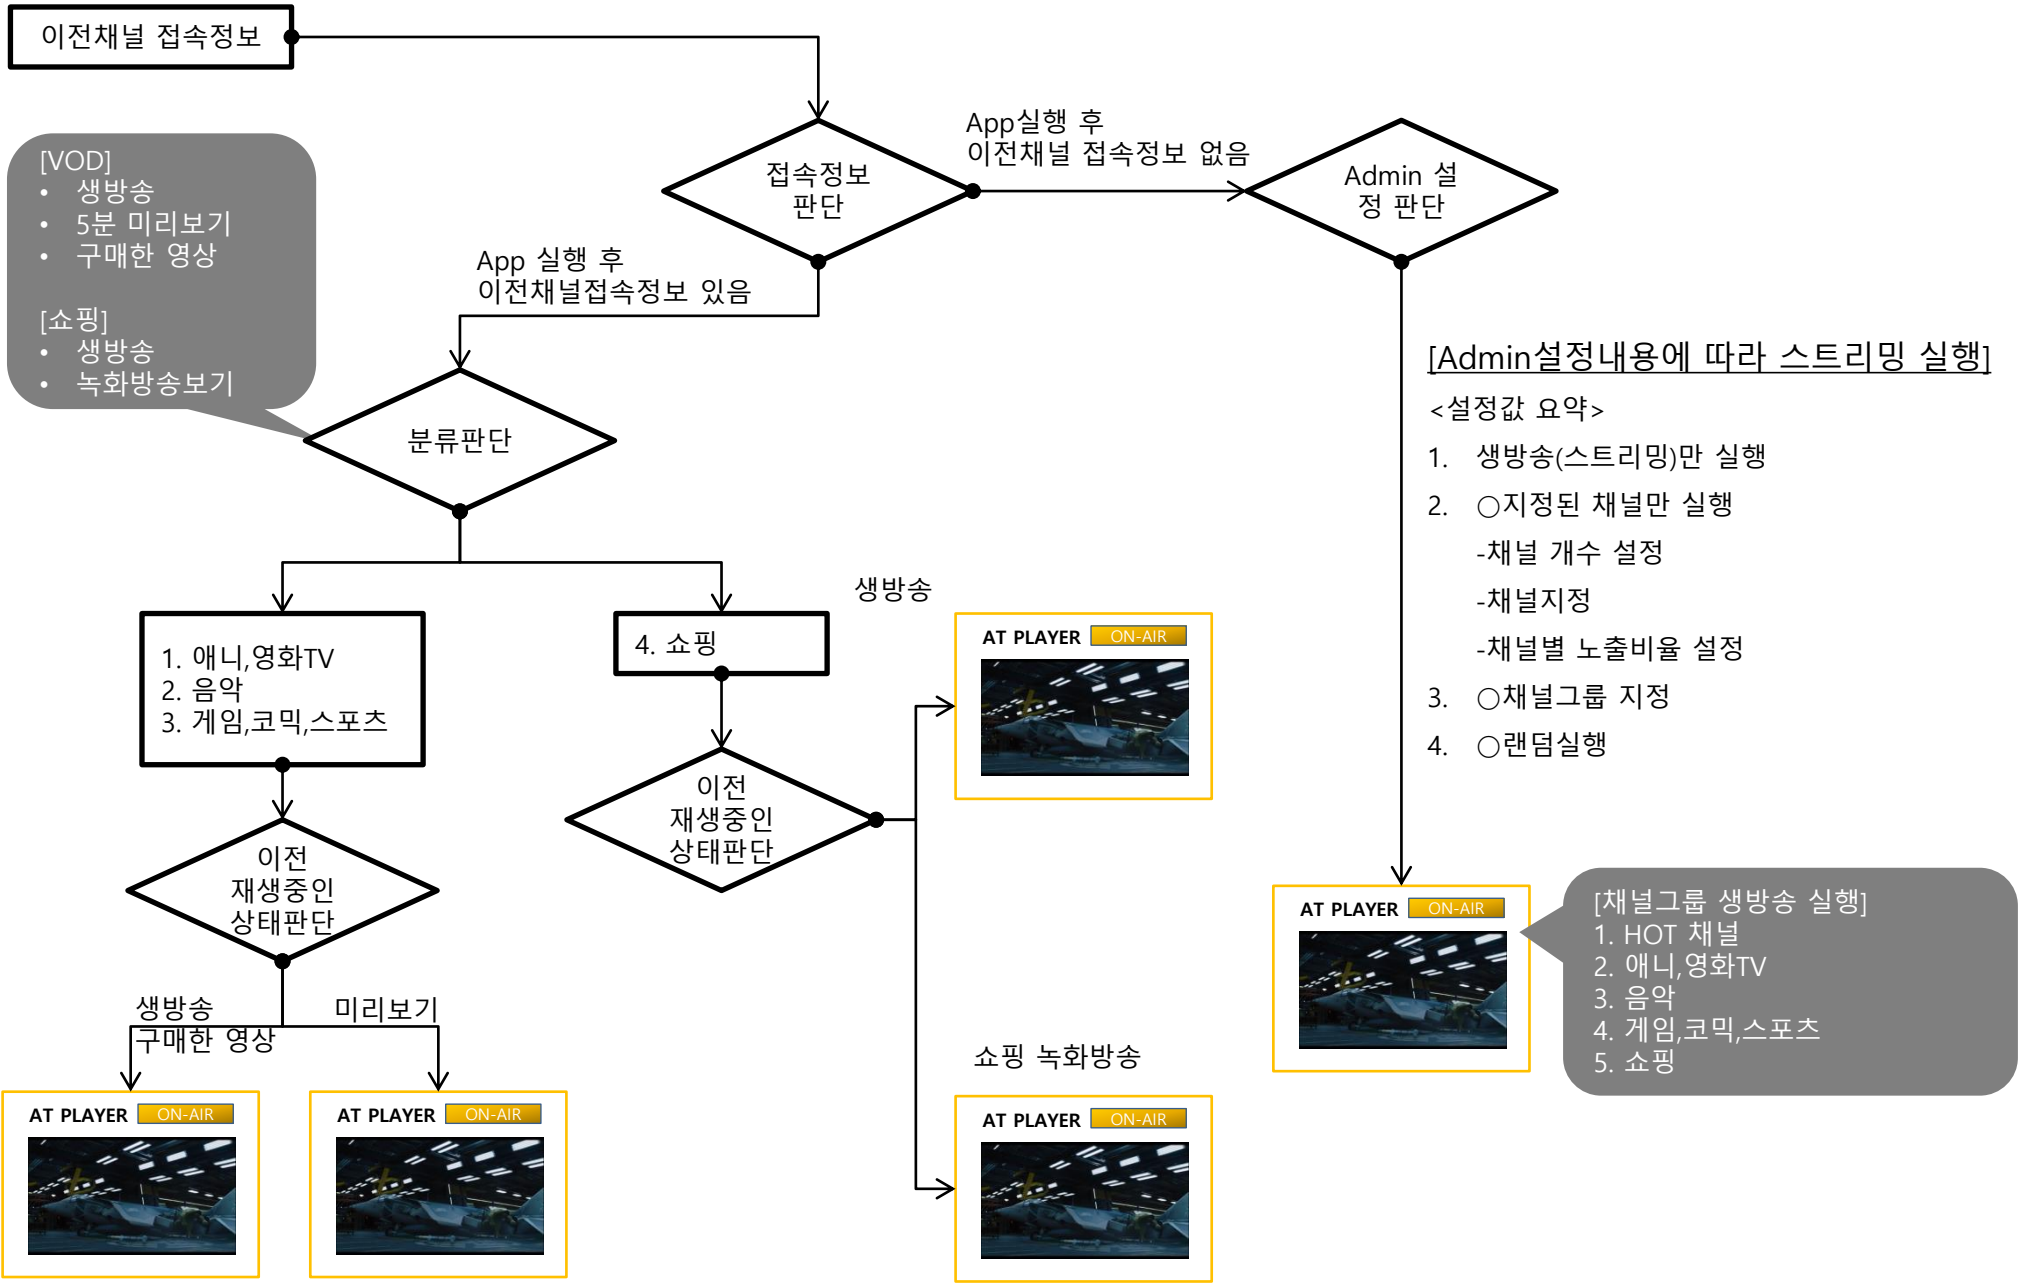 이전채널 접속정보
App실행 후
이전채널 접속정보 없음
접속정보
판단
Admin 설
정 판단
[VOD]
• 생방송
• 5분 미리보기
• 구매한 영상
[쇼핑]
• 생방송
• 녹화방송보기
App 실행 후
이전채널접속정보 있음
분류판단
[Admin설정내용에 따라 스트리밍 실행]
<설정값 요약>
1. 생방송(스트리밍)만 실행
2. ○지정된 채널만 실행
-채널 개수 설정
-채널지정
-채널별 노출비율 설정
3. ○채널그룹 지정
4. ○랜덤실행
1. 애니,영화TV
2. 음악
3. 게임,코믹,스포츠
4. 쇼핑
생방송
AT PLAYER ON-AIR
이전
재생중인
상태판단
이전
재생중인
상태판단
생방송
구매한 영상
미리보기
쇼핑 녹화방송
AT PLAYER ON-AIR
[채널그룹 생방송 실행]
1. HOT 채널
2. 애니,영화TV
3. 음악
4. 게임,코믹,스포츠
5. 쇼핑
AT PLAYER ON-AIR
AT PLAYER ON-AIR
AT PLAYER ON-AIR